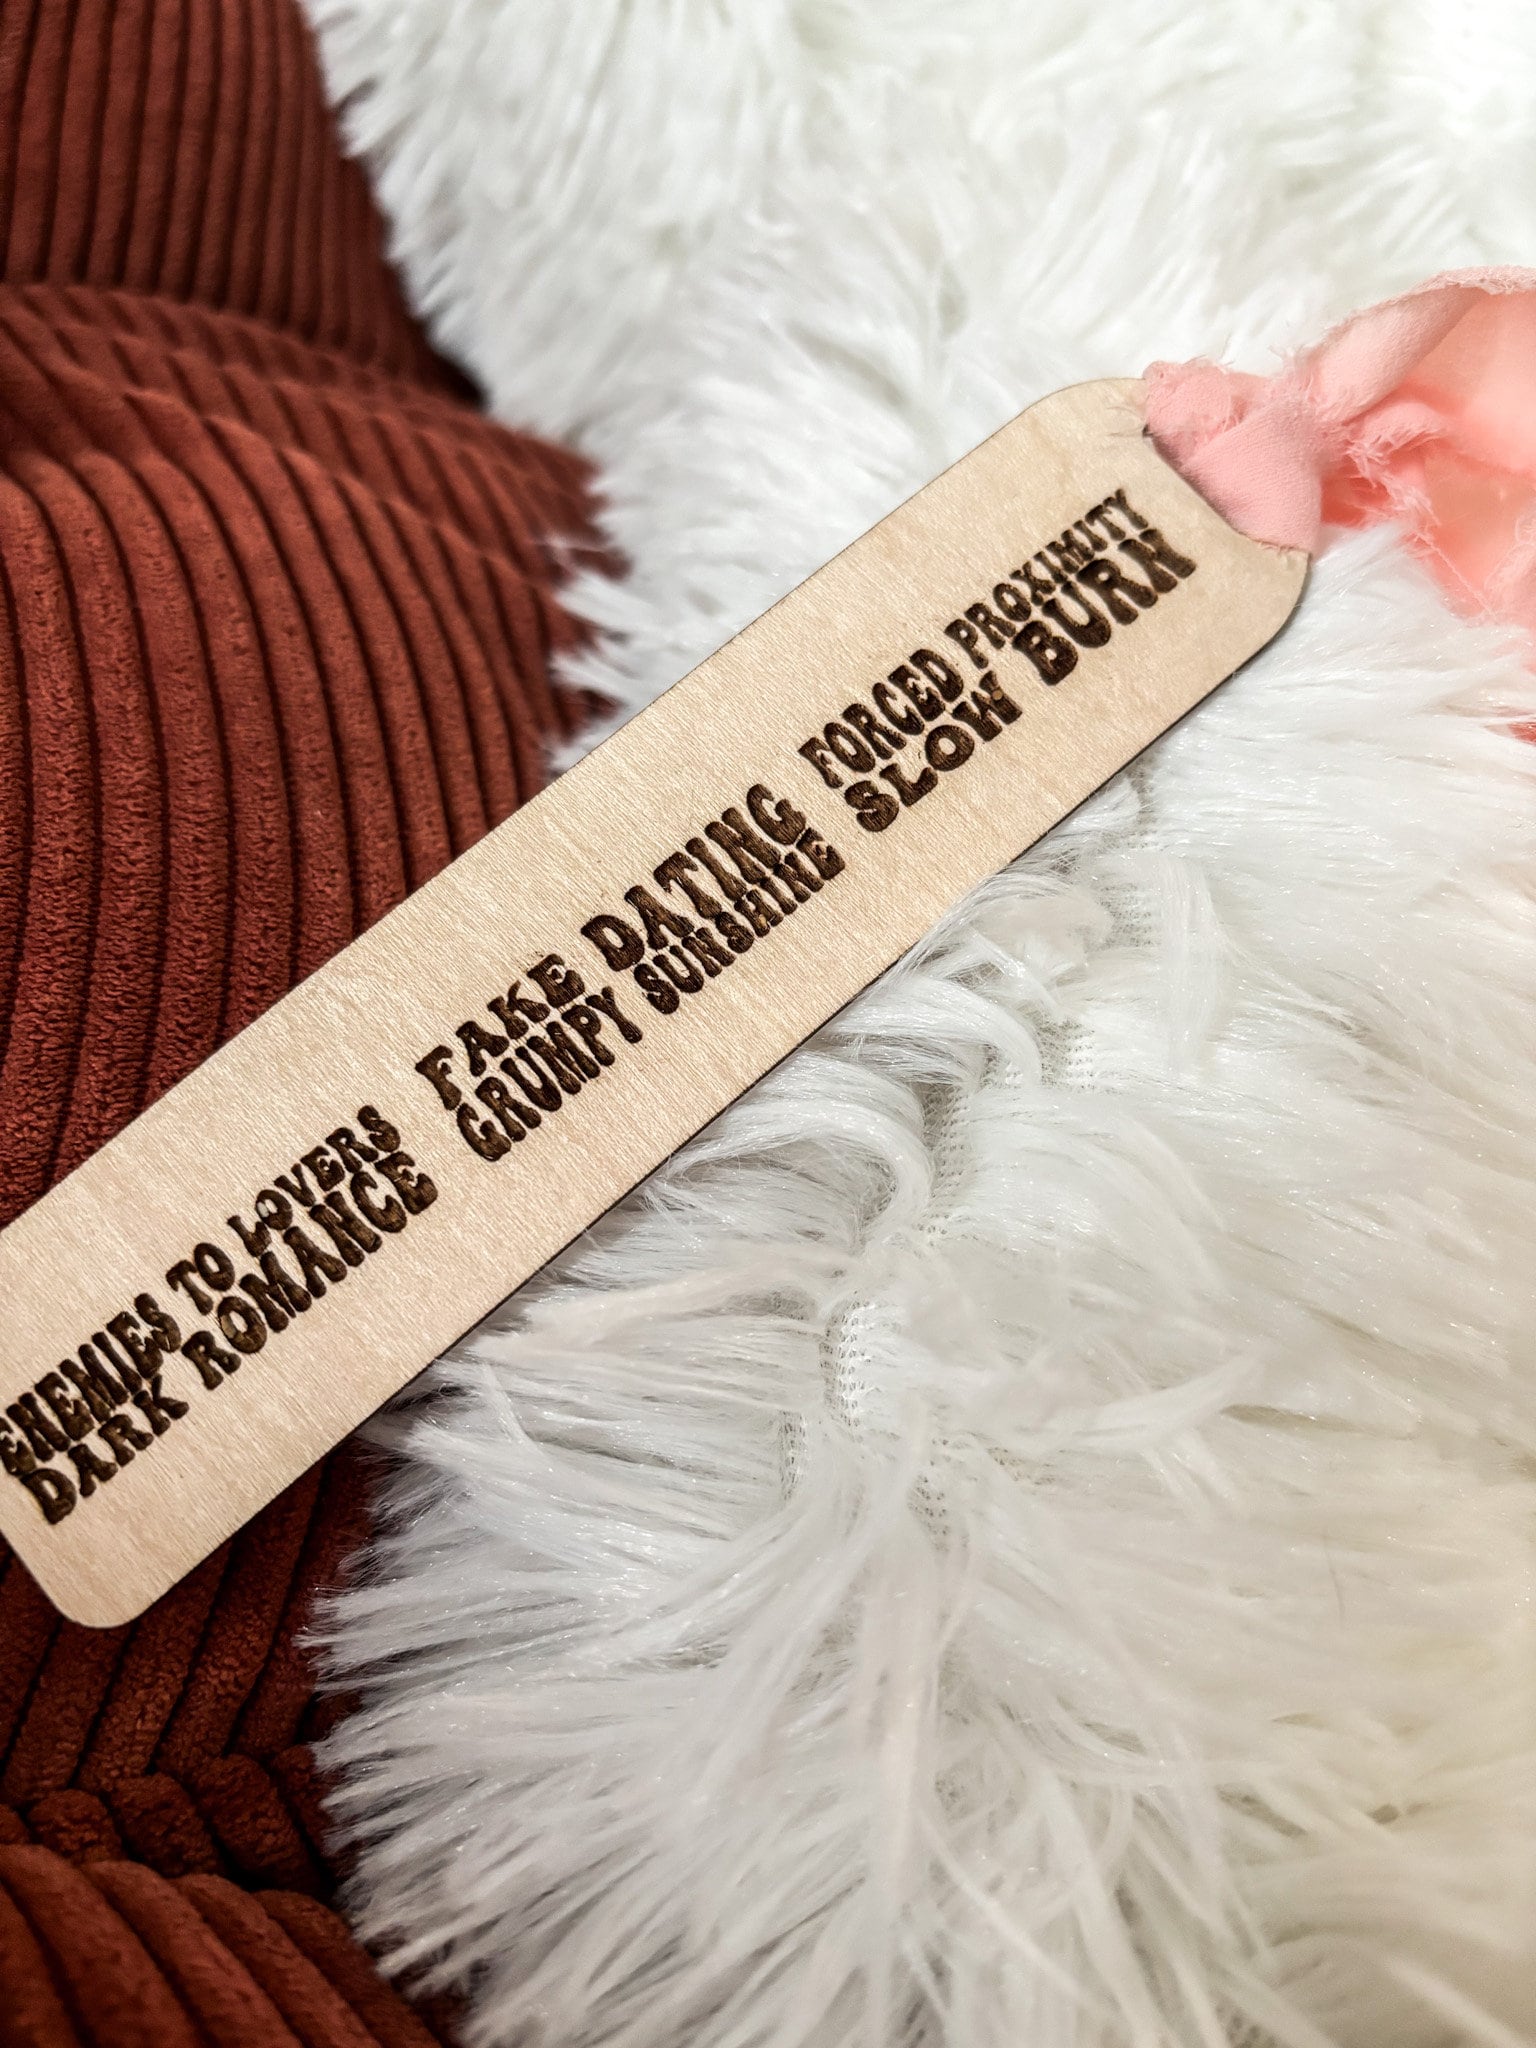 ENEMIES TO LOVERS
DARK ROMANCE
FAKE DATING
GRUMPY SUNSHINE
FORCED PROXIMITY
SLOW BURN